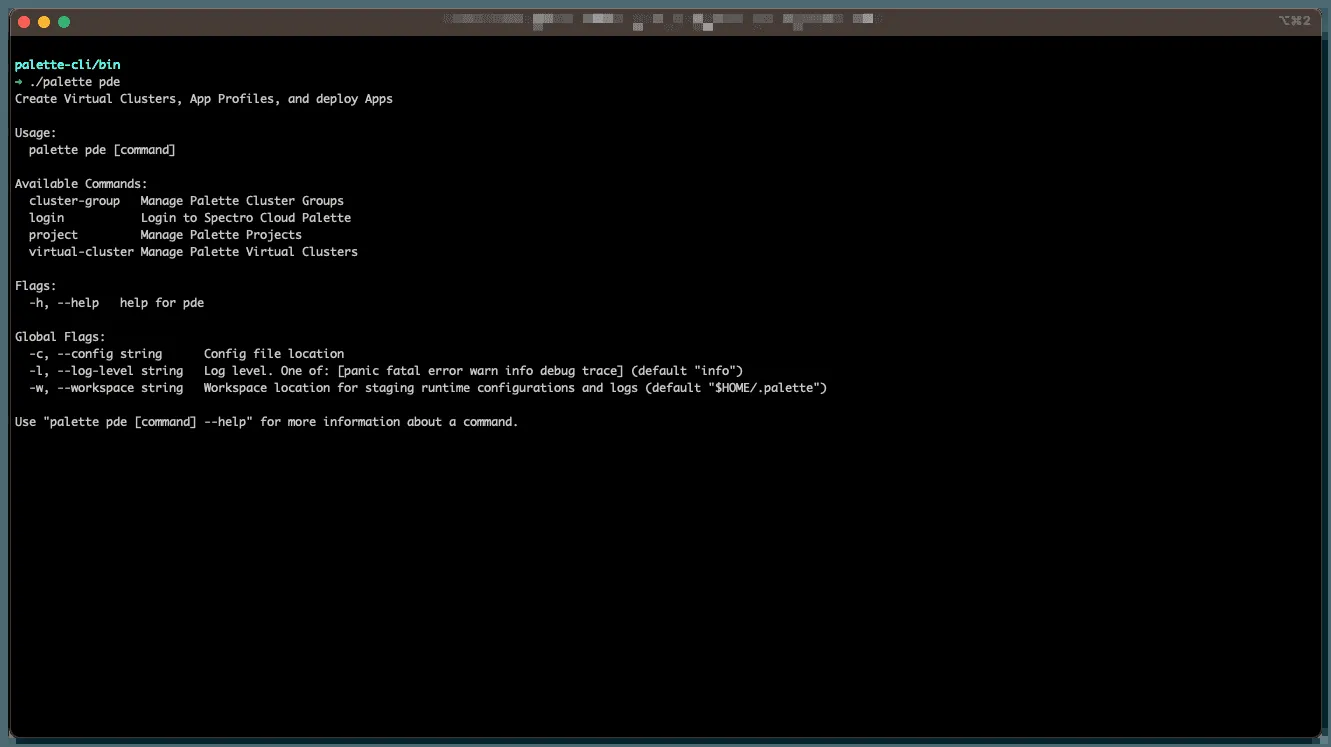 ⌥⌘2
palette-cli/bin
→ ./palette pde
Create Virtual Clusters, App Profiles, and deploy Apps
Usage:
palette pde [command]
Available Commands:
cluster-group Manage Palette Cluster Groups
login Login to Spectro Cloud Palette
project Manage Palette Projects
virtual-cluster Manage Palette Virtual Clusters
Flags:
-h, --help help for pde
Global Flags:
-c, --config string Config file location
-l, --log-level string Log level. One of: [panic fatal error warn info debug trace] (default "info")
-w, --workspace string Workspace location for staging runtime configurations and logs (default "$HOME/.palette")
Use "palette pde [command] --help" for more information about a command.